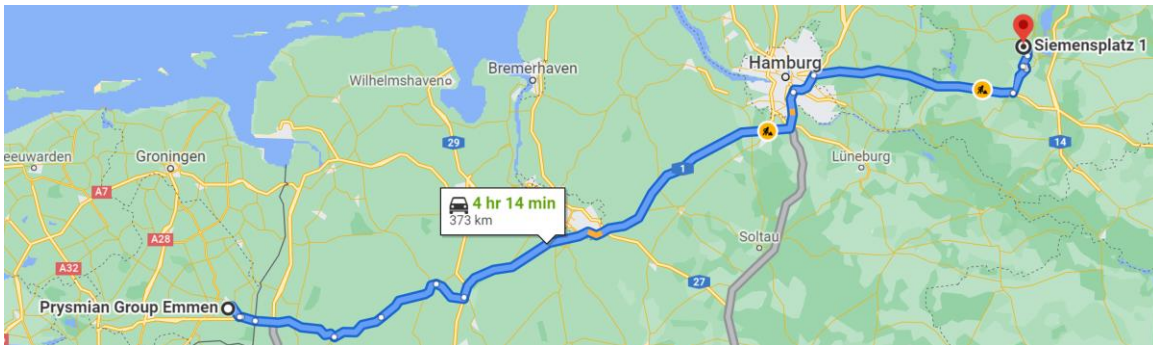 Siemensplatz 1
Hamburg
Bremerhaven
Wilhelmshaven
29
14
Groningen
Lüneburg
eeuwarden
1
A7
4 hr 14 min
373 km
A28
Soltau
A32
27
Prysmian Group Emmen